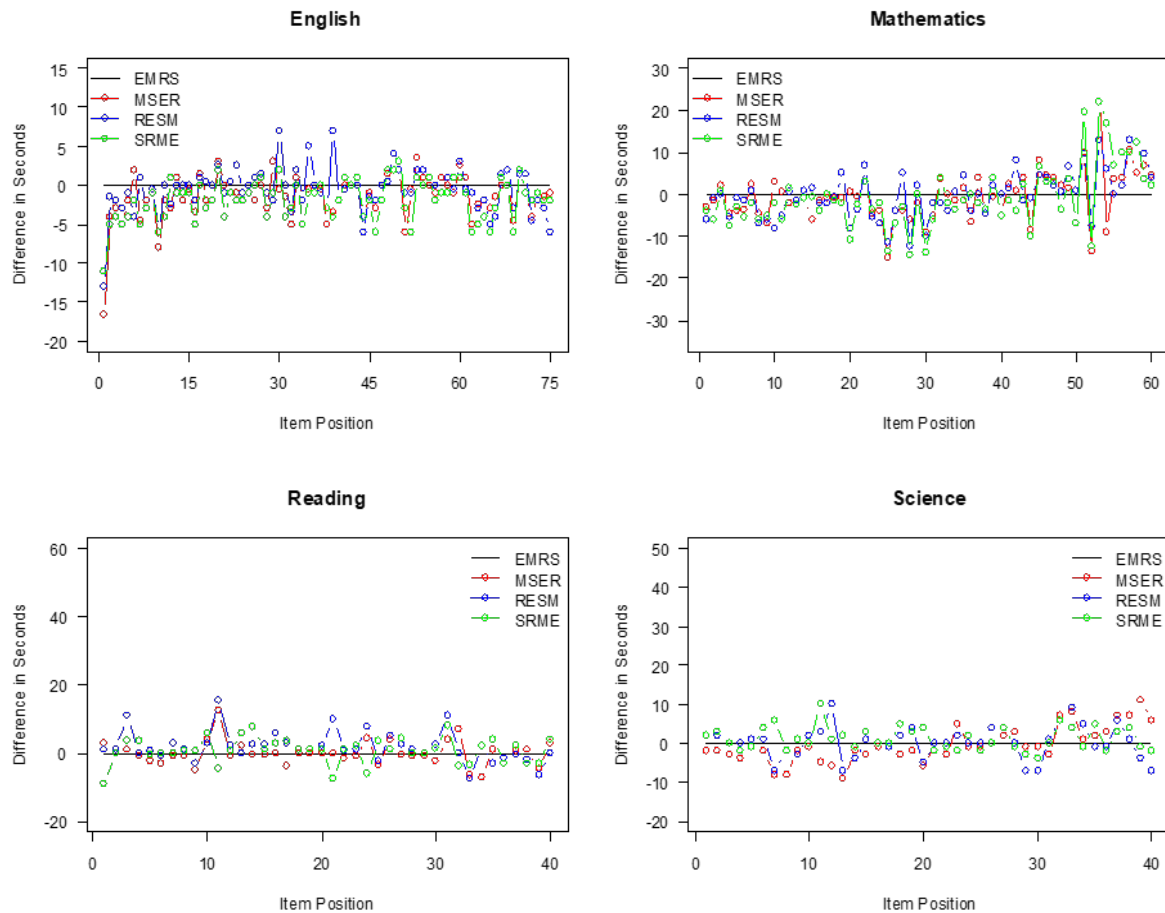 English
Difference in Seconds
15
10
5
0
-5
-10
-15
-20
EMRS
MSER
RESM
SRME
0 15 30 45 60 75
Item Position
Mathematics
Difference in Seconds
30
20
10
0
-10
-20
-30
EMRS
MSER
RESM
SRME
0 10 20 30 40 50 60
Item Position
Reading
Difference in Seconds
60
40
20
0
-20
EMRS
MSER
RESM
SRME
0 10 20 30 40
Item Position
Science
Difference in Seconds
50
40
30
20
10
0
-10
-20
EMRS
MSER
RESM
SRME
0 10 20 30 40
Item Position